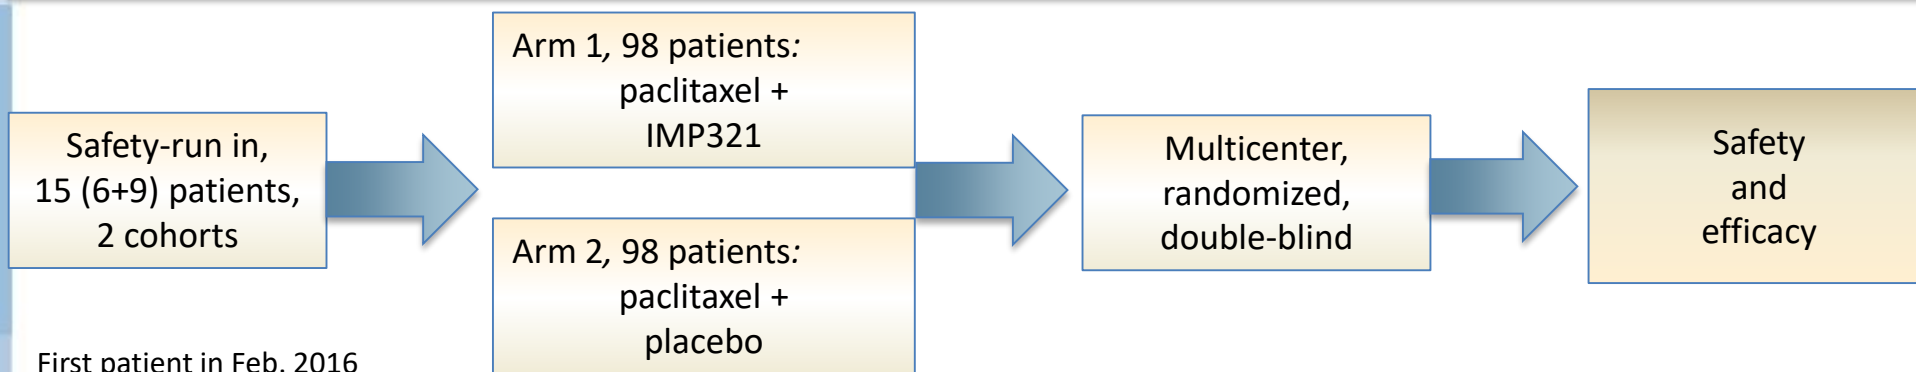 Safety-run in,
15 (6+9) patients,
2 cohorts
Arm 1, 98 patients:
paclitaxel +
IMP321
Arm 2, 98 patients:
paclitaxel +
placebo
Multicenter,
randomized,
double-blind
Safety
and
efficacy
First patient in Feb. 2016